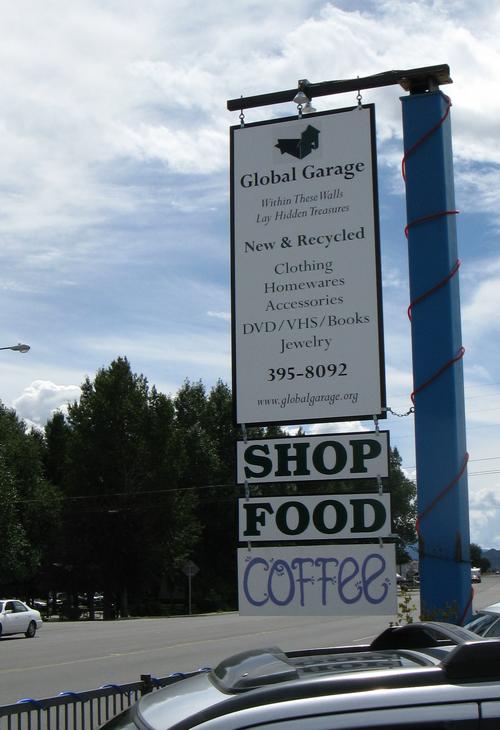 Global Garage
Within These Walls
Lay Hidden Treasures
New & Recycled
Clothing
Homewares
Accessories
DVD/VHS/Books
Jewelry
395-8092
www.globalgarage.org
SHOP
FOOD
COFFee